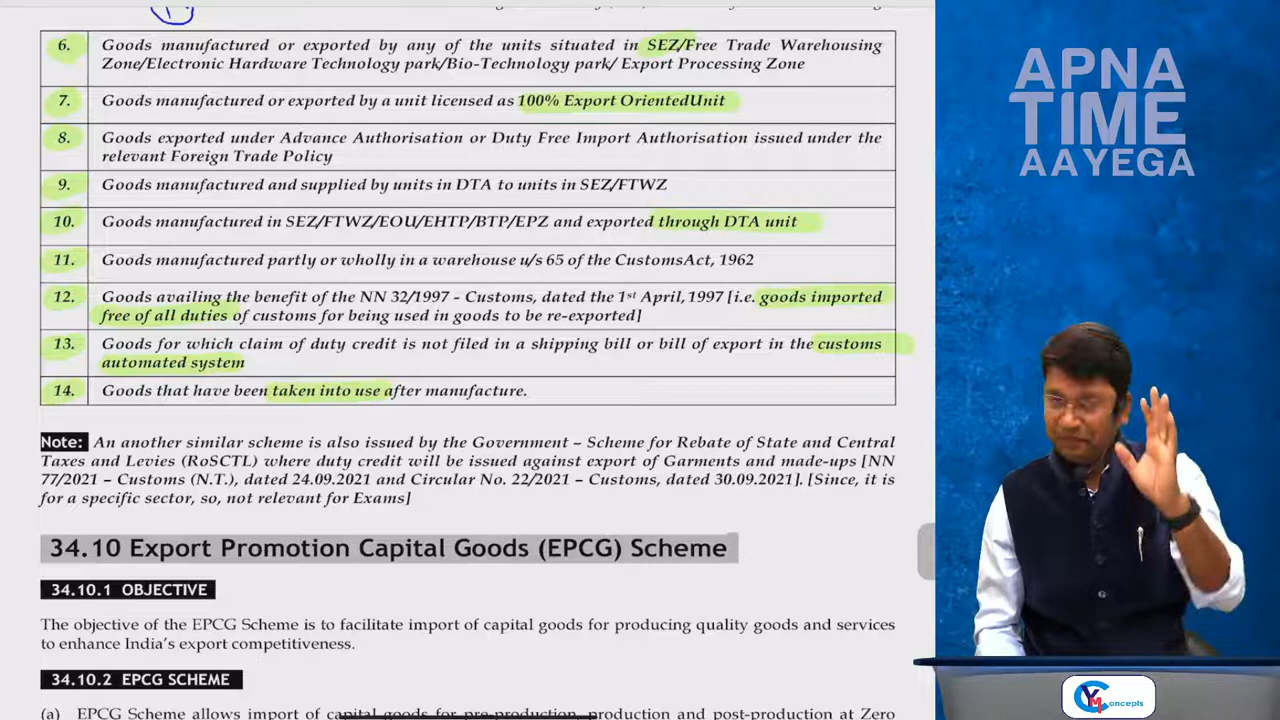 6. Goods manufactured or exported by any of the units situated in SEZ/Free Trade Warehousing
Zone/Electronic Hardware Technology park/Bio-Technology park/ Export Processing Zone
7. Goods manufactured or exported by a unit licensed as 100% Export OrientedUnit
8. Goods exported under Advance Authorisation or Duty Free Import Authorisation issued under the
relevant Foreign Trade Policy
9. Goods manufactured and supplied by units in DTA to units in SEZ/FTWZ
10. Goods manufactured in SEZ/FTWZ/EOU/EHTP/BTP/EPZ and exported through DTA unit
11. Goods manufactured partly or wholly in a warehouse u/s 65 of the CustomsAct, 1962
12. Goods availing the benefit of the NN 32/1997 - Customs, dated the 1st April, 1997 [i.e. goods imported
free of all duties of customs for being used in goods to be re-exported]
13. Goods for which claim of duty credit is not filed in a shipping bill or bill of export in the customs
automated system
14. Goods that have been taken into use after manufacture.
Note: An another similar scheme is also issued by the Government – Scheme for Rebate of State and Central
Taxes and Levies (RoSCTL) where duty credit will be issued against export of Garments and made-ups [NN
77/2021 – Customs (N.T.), dated 24.09.2021 and Circular No. 22/2021 – Customs, dated 30.09.2021]. [Since, it is
for a specific sector, so, not relevant for Exams]
34.10 Export Promotion Capital Goods (EPCG) Scheme
34.10.1 OBJECTIVE
The objective of the EPCG Scheme is to facilitate import of capital goods for producing quality goods and services
to enhance India's export competitiveness.
34.10.2 EPCG SCHEME
(a) EPCG Scheme allows import of capital goods for pre-production, production and post-production at Zero
APNA
TIME
AAYEGA
YM Concepts